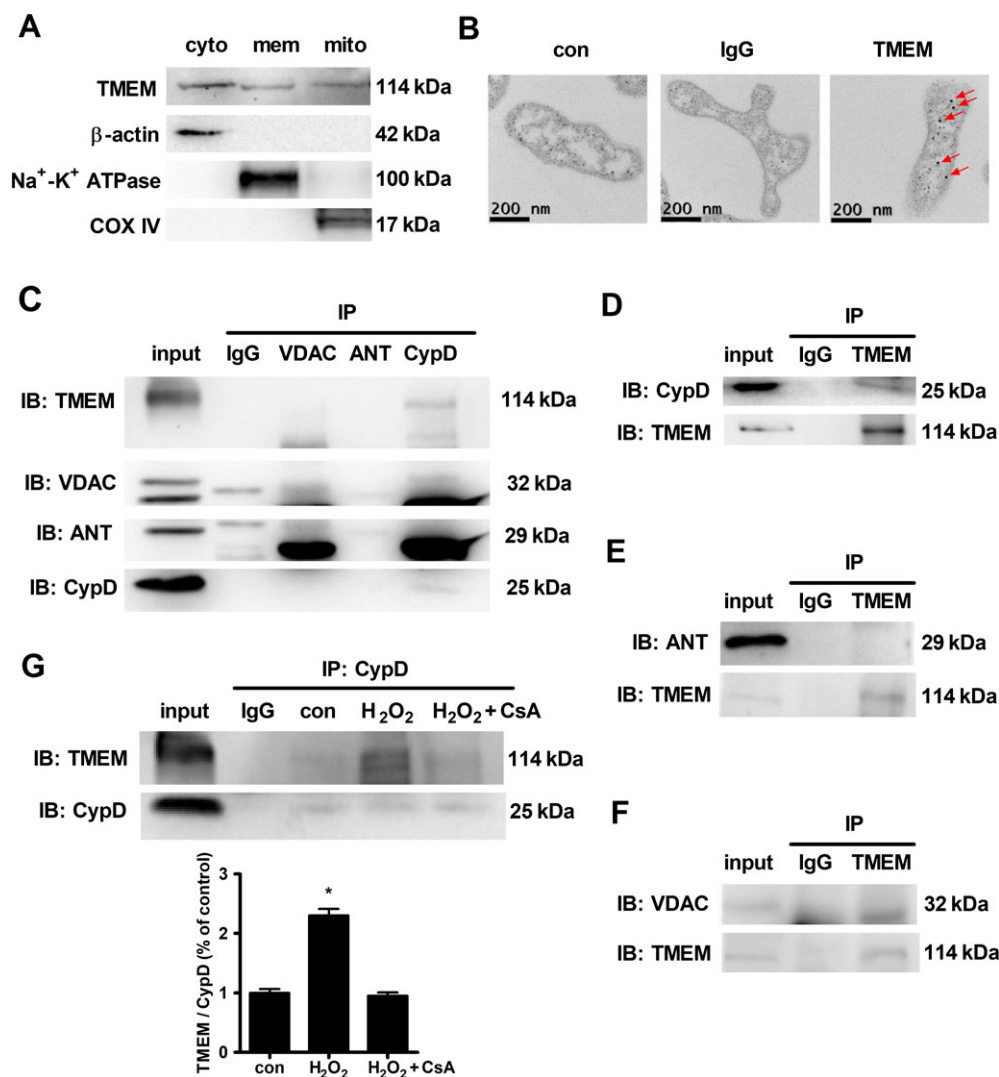 A
cyto mem mito
TMEM 114 kDa
β-actin 42 kDa
Na⁺-K⁺ ATPase 100 kDa
COX IV 17 kDa
B
con IgG TMEM
200 nm 200 nm 200 nm
C
IP
input IgG VDAC ANT CypD
IB: TMEM 114 kDa
IB: VDAC 32 kDa
IB: ANT 29 kDa
IB: CypD 25 kDa
D
IP
input IgG TMEM
IB: CypD 25 kDa
IB: TMEM 114 kDa
E
IP
input IgG TMEM
IB: ANT 29 kDa
IB: TMEM 114 kDa
F
IP
input IgG TMEM
IB: VDAC 32 kDa
IB: TMEM 114 kDa
G
IP: CypD
input IgG con H₂O₂ H₂O₂ + CsA
IB: TMEM 114 kDa
IB: CypD 25 kDa
TMEM / CypD (% of control)
3
2
1
0
*
con H₂O₂ H₂O₂ + CsA